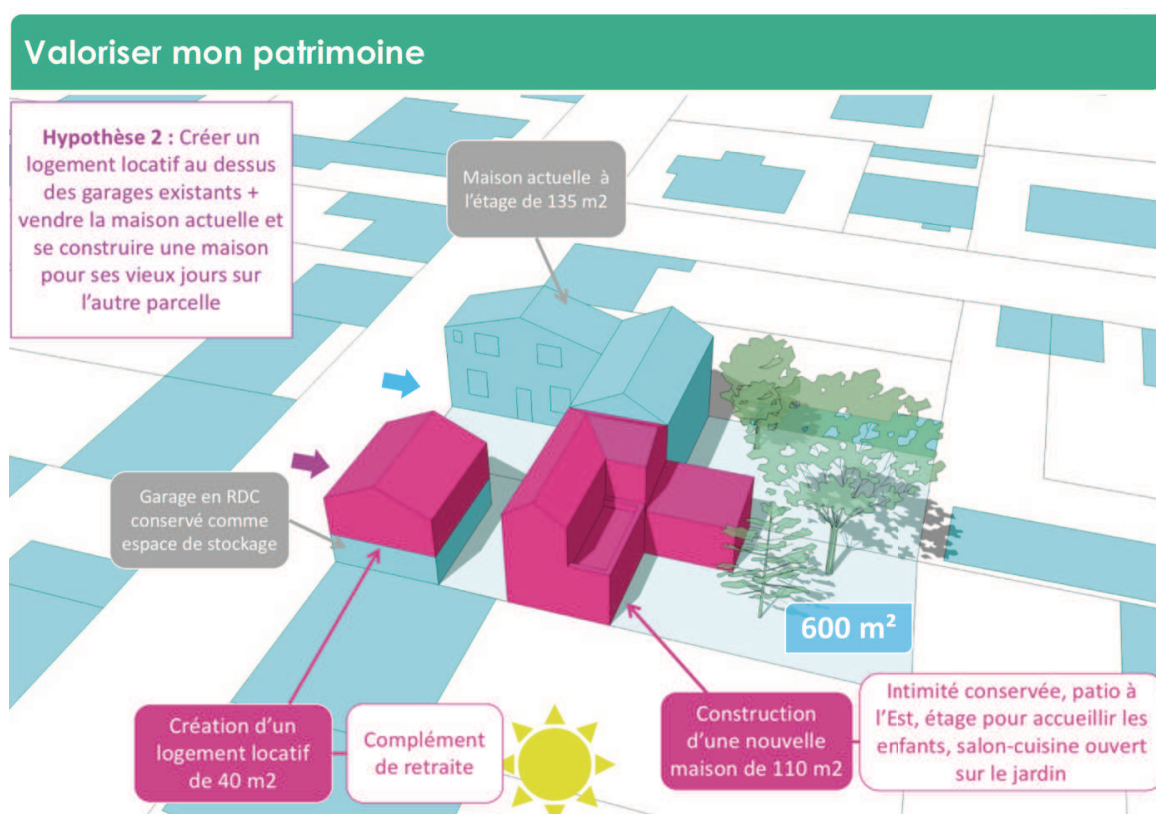 Valoriser mon patrimoine
Hypothèse 2 : Créer un
logement locatif au dessus
des garages existants +
vendre la maison actuelle et
se construire une maison
pour ses vieux jours sur
l'autre parcelle
Maison actuelle à
l'étage de 135 m2
Garage en RDC
conservé comme
espace de stockage
600 m²
Création d'un
logement locatif
de 40 m2
Complément
de retraite
Construction
d'une nouvelle
maison de 110 m2
Intimité conservée, patio à
l'Est, étage pour accueillir les
enfants, salon-cuisine ouvert
sur le jardin